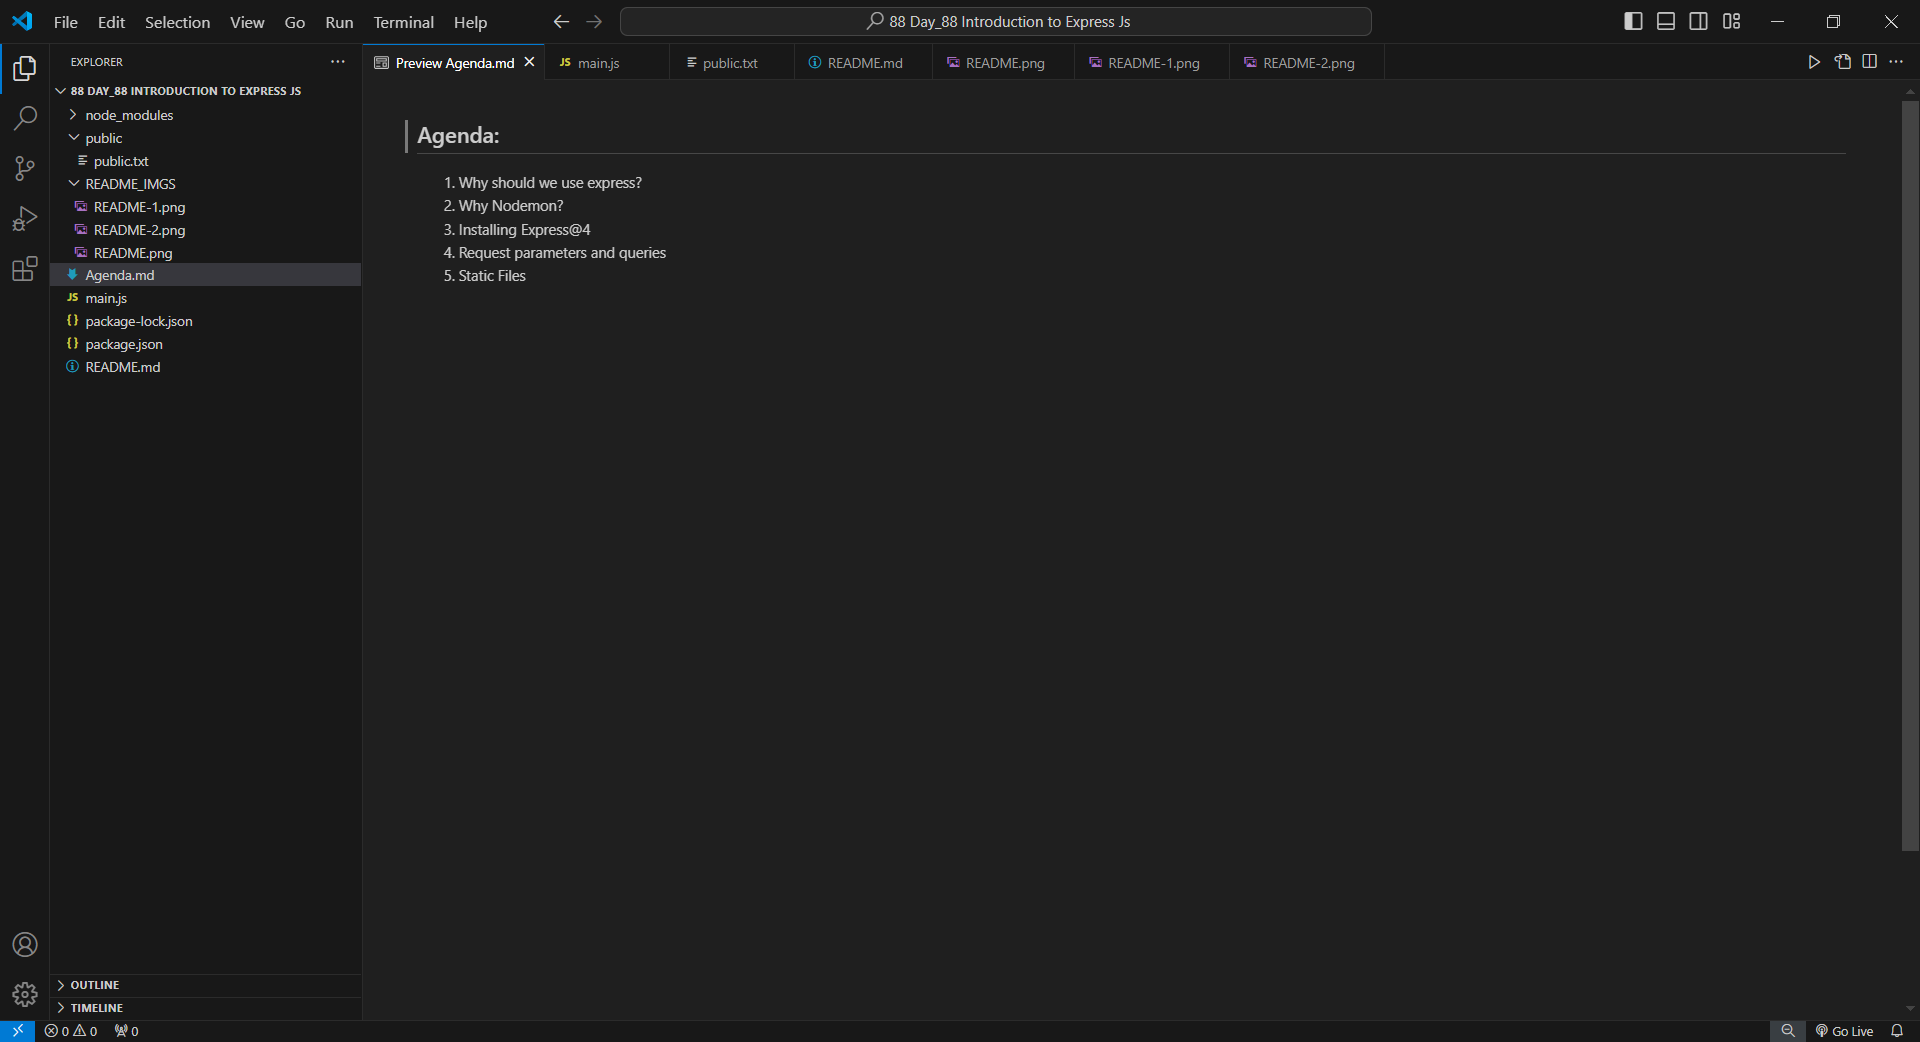 File Edit Selection View Go Run Terminal Help
88 Day_88 Introduction to Express Js
EXPLORER
88 DAY_88 INTRODUCTION TO EXPRESS JS
node_modules
public
public.txt
README_IMGS
README-1.png
README-2.png
README.png
Agenda.md
JS main.js
{} package-lock.json
{} package.json
README.md
OUTLINE
TIMELINE
Preview Agenda.md
JS main.js
public.txt
README.md
README.png
README-1.png
README-2.png
Agenda:
1. Why should we use express?
2. Why Nodemon?
3. Installing Express@4
4. Request parameters and queries
5. Static Files
0 0 0
Go Live